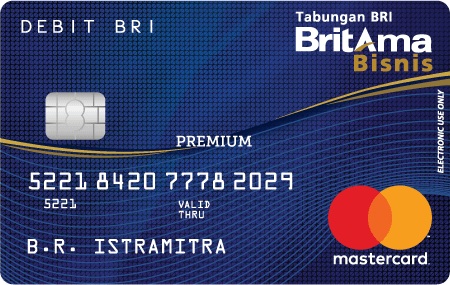 DEBIT BRI
Tabungan BRI
BritAma
Bisnis
ELECTRONIC USE ONLY
PREMIUM
5221 8420 7778 2029
5221
VALID
THRU
B.R. ISTRAMITRA
mastercard